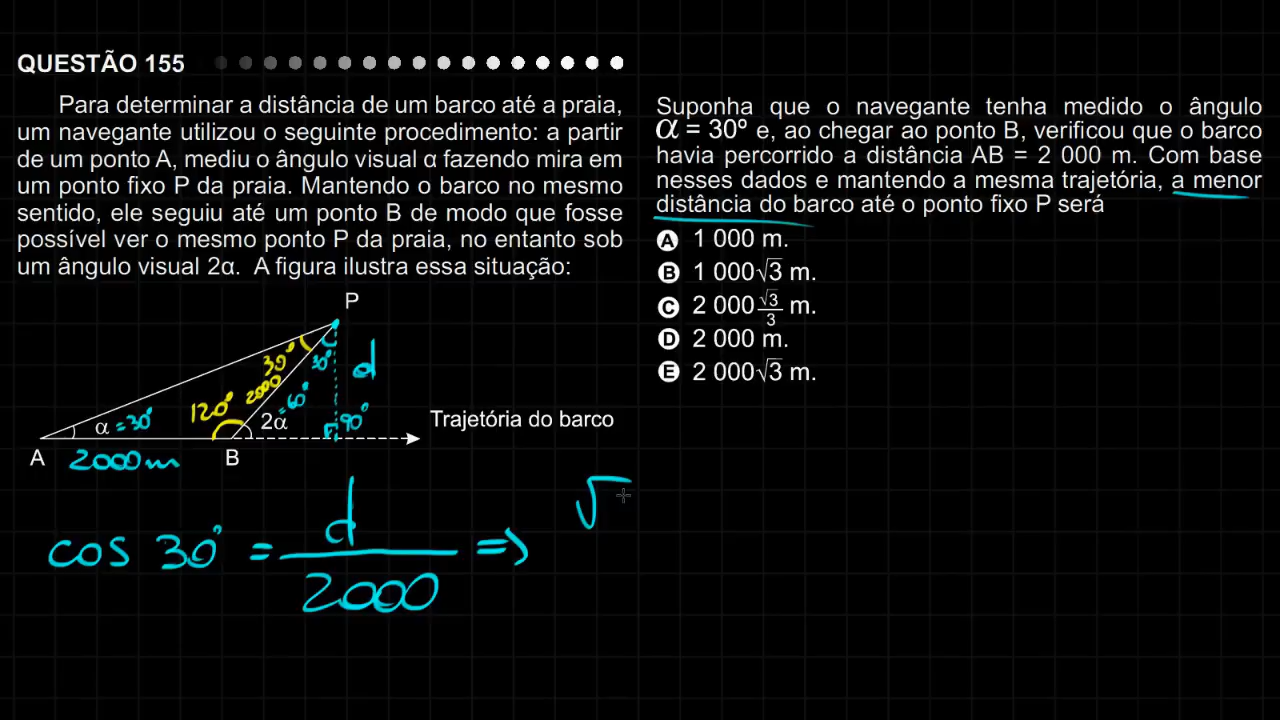 QUESTÃO 155
Para determinar a distância de um barco até a praia,
um navegante utilizou o seguinte procedimento: a partir
de um ponto A, mediu o ângulo visual α fazendo mira em
um ponto fixo P da praia. Mantendo o barco no mesmo
sentido, ele seguiu até um ponto B de modo que fosse
possível ver o mesmo ponto P da praia, no entanto sob
um ângulo visual 2α. A figura ilustra essa situação:
P
30°
30°
d
2000
= 60°
120°
2α
90°
α = 30°
Trajetória do barco
A
2000m
B
cos 30° = d / 2000 => √
Suponha que o navegante tenha medido o ângulo
α = 30º e, ao chegar ao ponto B, verificou que o barco
havia percorrido a distância AB = 2 000 m. Com base
nesses dados e mantendo a mesma trajetória, a menor
distância do barco até o ponto fixo P será
A 1 000 m.
B 1 000√3 m.
C 2 000 √3/3 m.
D 2 000 m.
E 2 000√3 m.